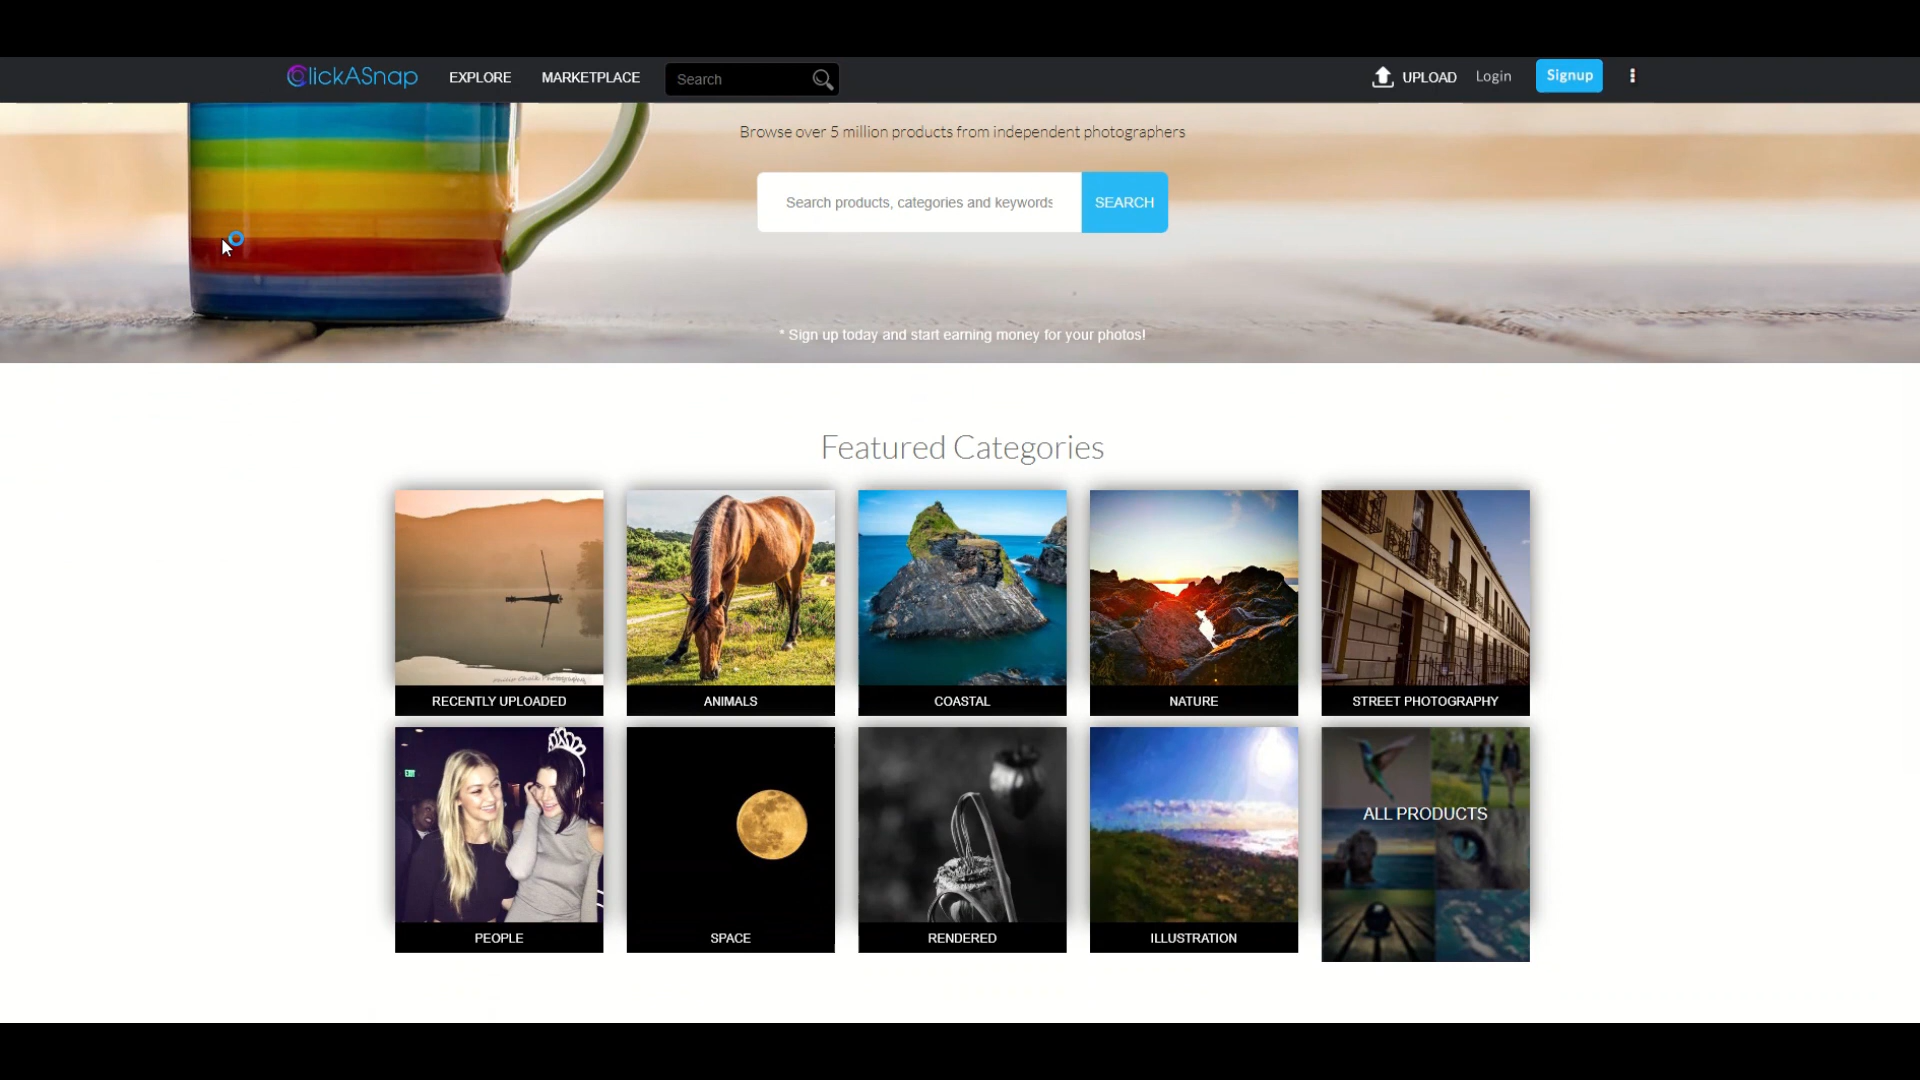 ClickASnap EXPLORE MARKETPLACE Search UPLOAD Login Signup
Browse over 5 million products from independent photographers
Search products, categories and keywords SEARCH
* Sign up today and start earning money for your photos!
Featured Categories
RECENTLY UPLOADED ANIMALS COASTAL NATURE STREET PHOTOGRAPHY
ALL PRODUCTS
PEOPLE SPACE RENDERED ILLUSTRATION